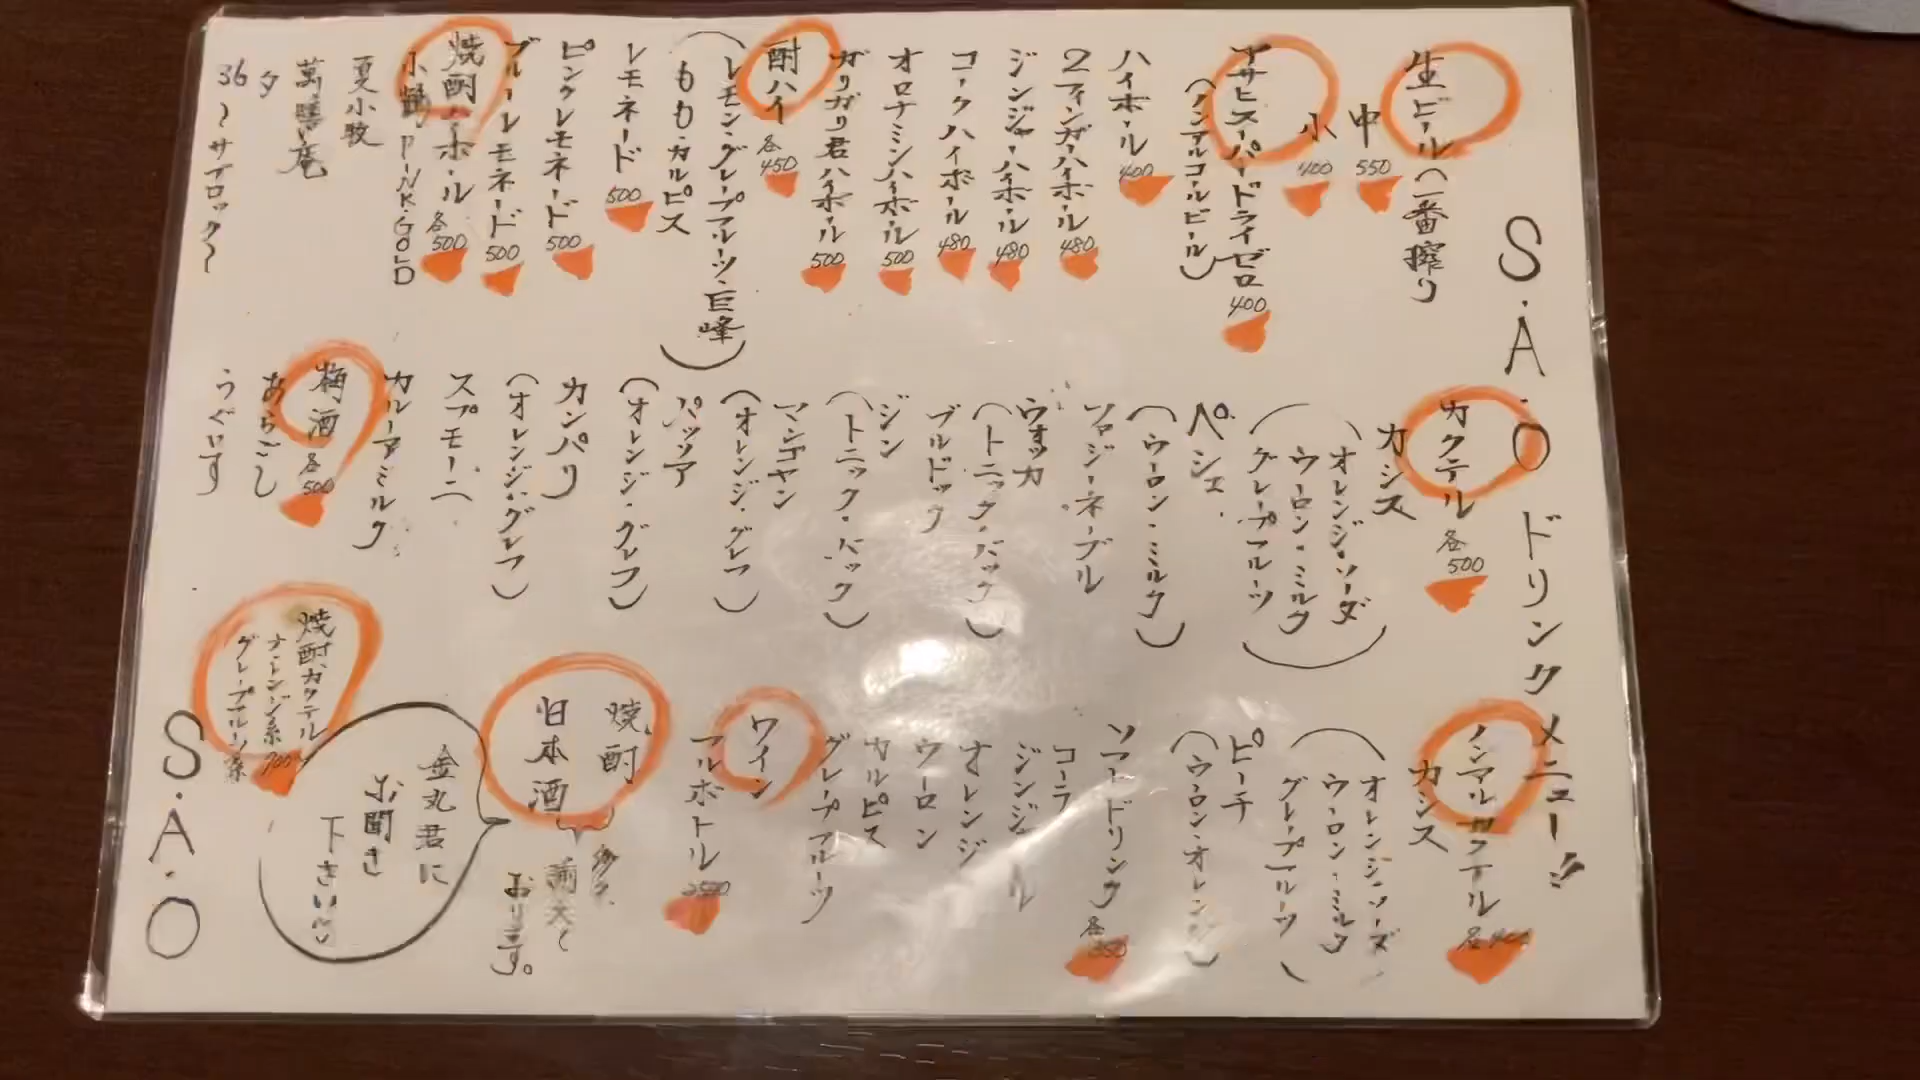 S.A.O ドリンクメニュー
生ビール(一番搾り
中 550
小 400
アサヒスーパードライゼロ 400
(ノンアルコールビール)
ハイボール 400
2フィンガーハイボール 480
ジンジャーハイボール 480
コークハイボール 480
オロナミンハイボール 500
ガリガリ君ハイボール 500
酎ハイ 各450
(レモン・グレープフルーツ・巨峰
もも・カルピス)
レモネード 500
ピンクレモネード 500
ブルーレモネード 500
焼酎ハイボール 各500
小鶴 PINK・GOLD
夏小牧
萬膳庵
夕
36
〜サテロック〜
カクテル 各500
カシス
(オレンジ・ソーダ
ウーロン・ミルク
グレープフルーツ)
ペシェ
(ウーロン・ミルク)
ファジーネーブル
ウオッカ
(トニック・バック)
ブルドック
ジン
(トニック・バック)
マンゴヤン
(オレンジ・グレフ)
パッソア
(オレンジ・グレフ)
カンパリ
(オレンジ・グレフ)
スプモーニ
カルーアミルク
梅酒 各500
あらごし
うぐいす
ノンアルカクテル 各400
カシス
(オレンジ・ソーダ
ウーロン・ミルク
グレープフルーツ)
ピーチ
(ウーロン・オレンジ)
ソフトドリンク 各350
コーラ
ジンジャール
オレンジ
ウーロン
カルピス
グレープフルーツ
ワイン
フルボトル 2500
焼酎
日本酒
おります。
金丸君に
お聞き
下さい
焼酎カクテル
オレンジ系
グレープフルーツ系 700
S.A.O